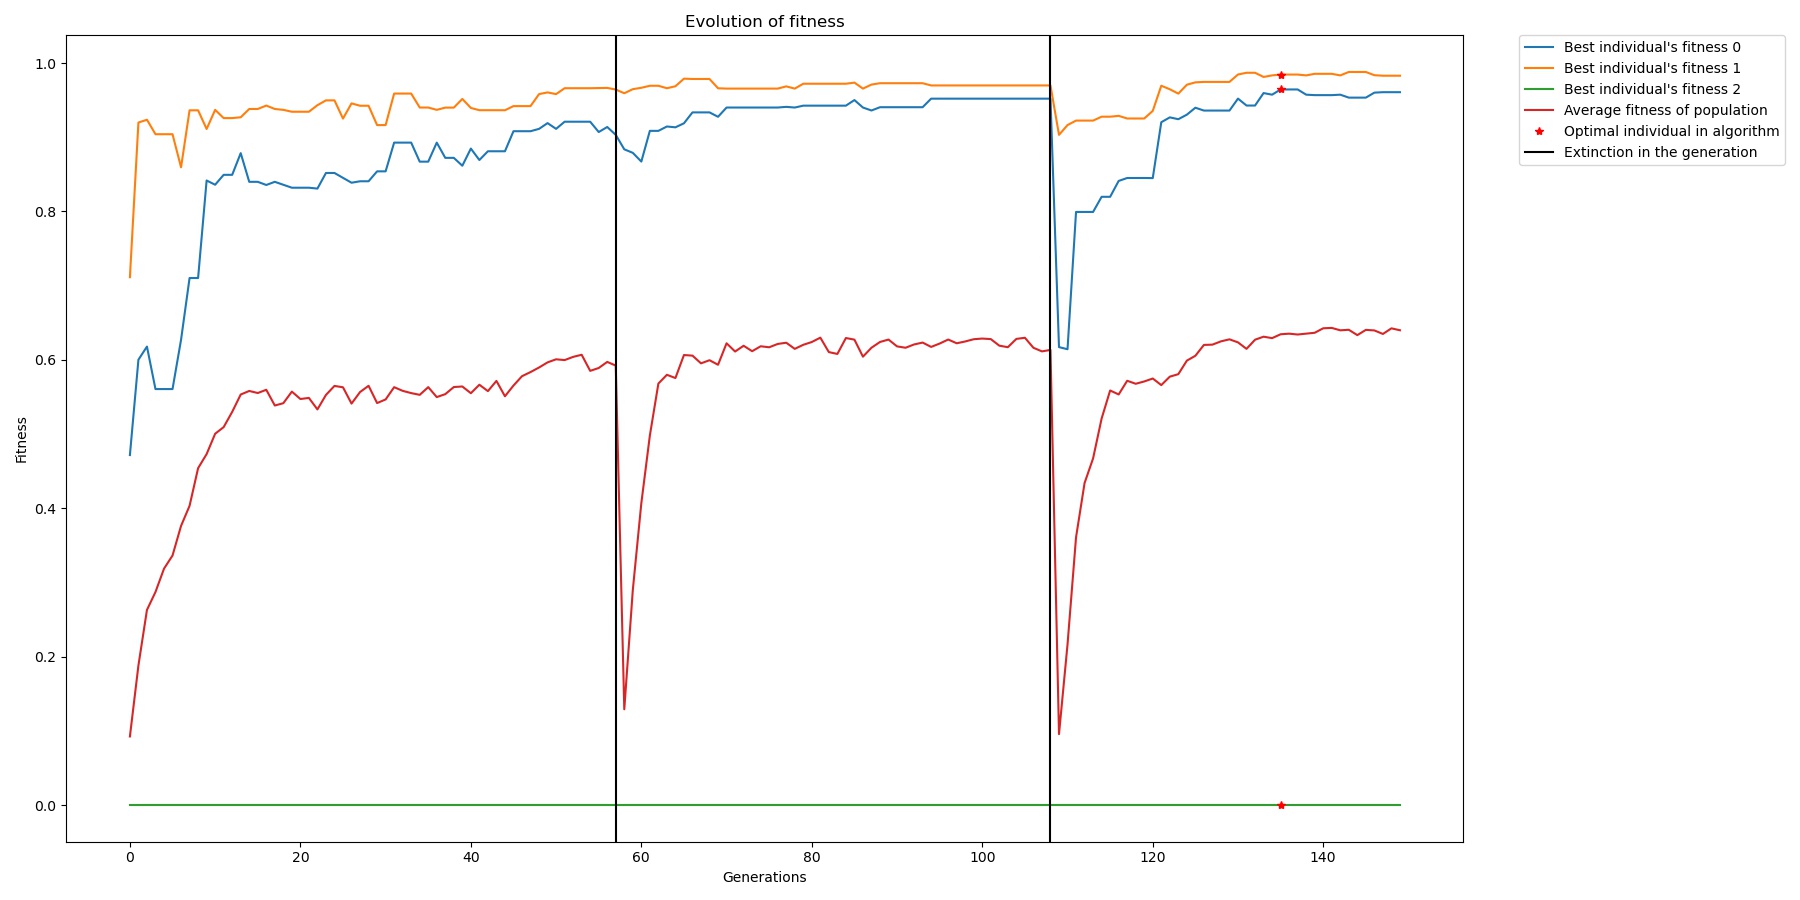 Evolution of fitness
Best individual's fitness 0
Best individual's fitness 1
Best individual's fitness 2
Average fitness of population
Optimal individual in algorithm
Extinction in the generation
Fitness
1.0
0.8
0.6
0.4
0.2
0.0
0 20 40 60 80 100 120 140
Generations